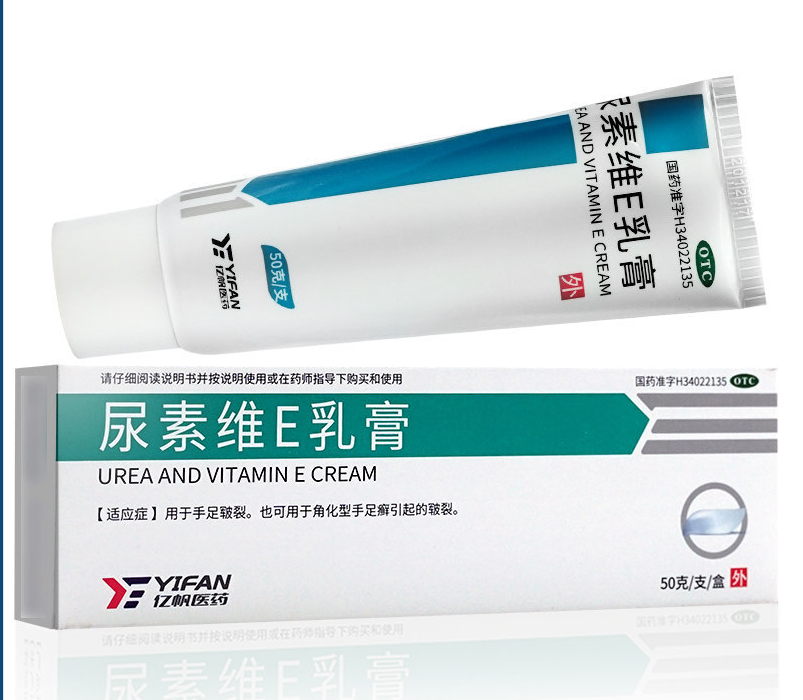 尿素维E乳膏
UREA AND VITAMIN E CREAM
国药准字H34022135
OTC
外
50克/支
YIFAN
亿帆医药
请仔细阅读说明书并按说明使用或在药师指导下购买和使用
国药准字H34022135 OTC
尿素维E乳膏
UREA AND VITAMIN E CREAM
【适应症】用于手足皲裂。也可用于角化型手足癣引起的皲裂。
YIFAN
亿帆医药
50克/支/盒 外